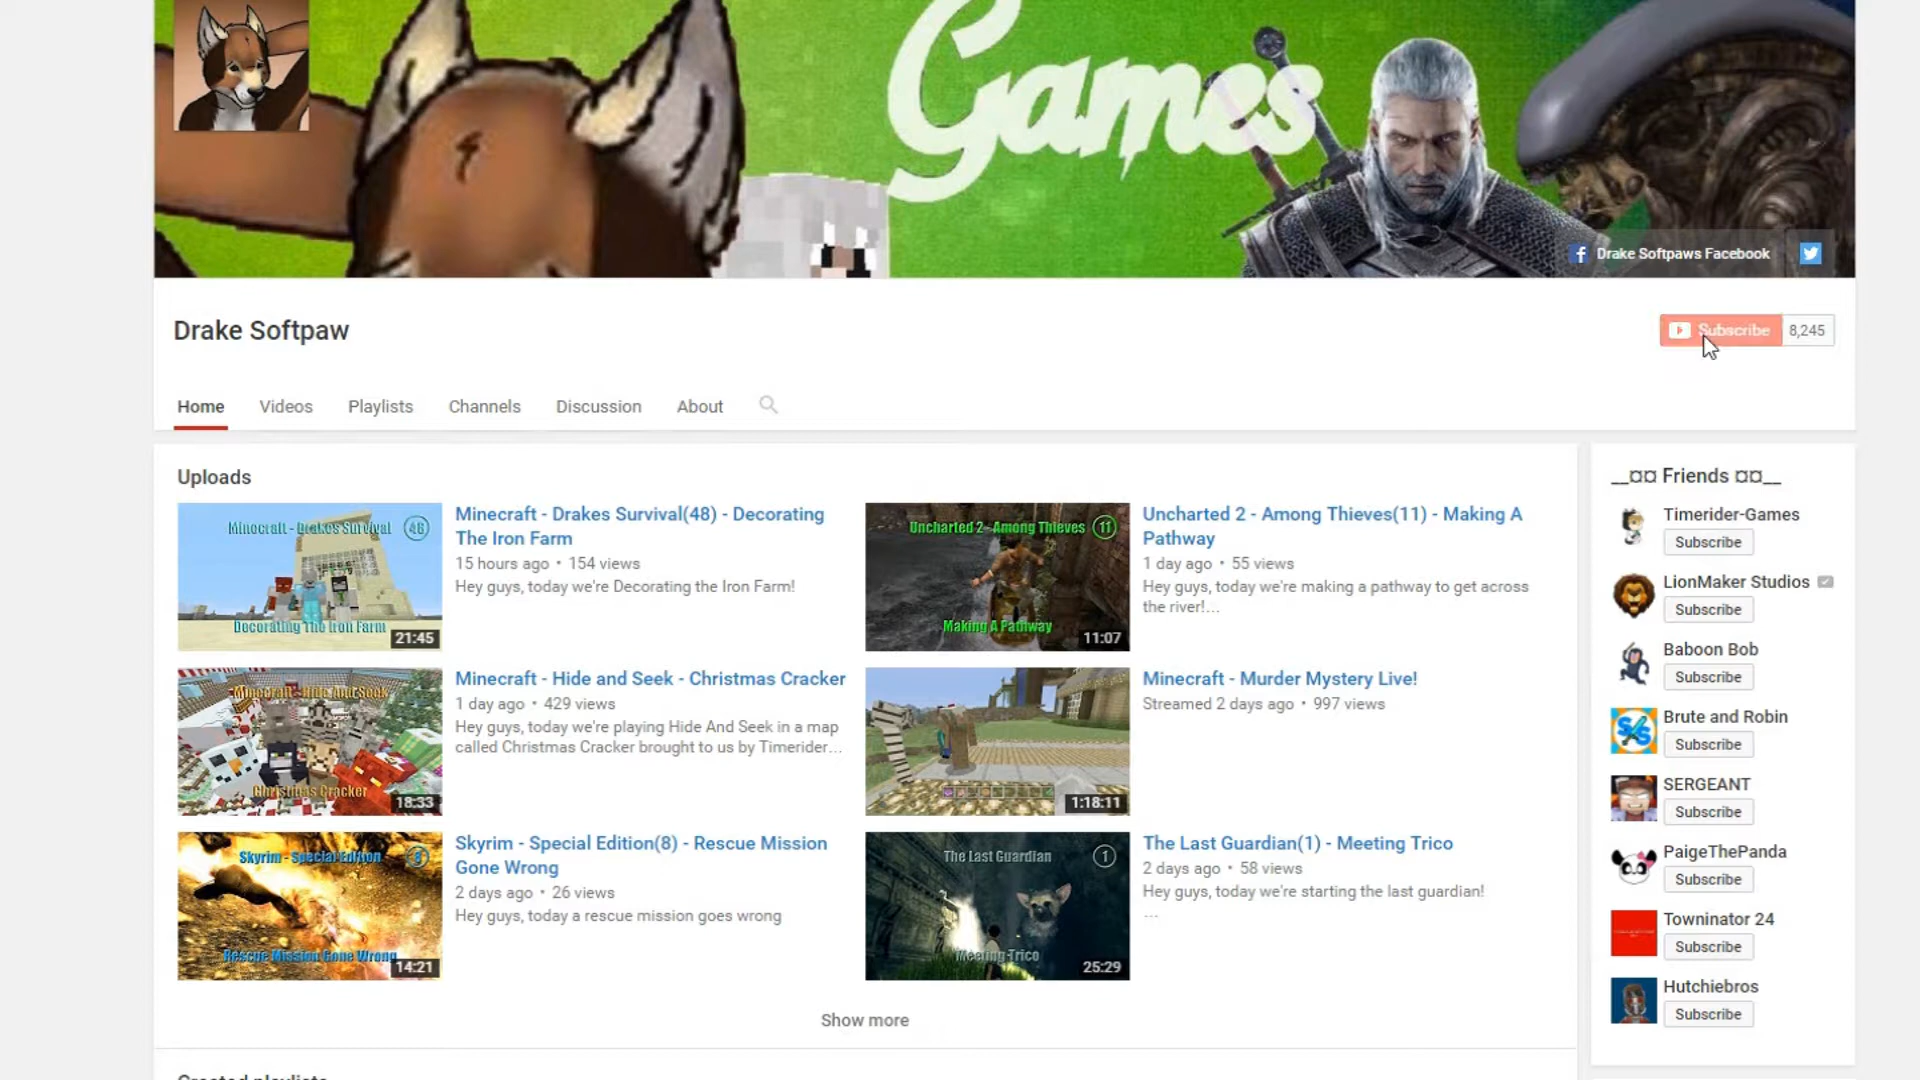 Games
Drake Softpaws Facebook
Drake Softpaw
Subscribe 8,245
Home Videos Playlists Channels Discussion About
Uploads
Minecraft - Drakes Survival 48
Decorating The Iron Farm
21:45
Minecraft - Drakes Survival(48) - Decorating
The Iron Farm
15 hours ago • 154 views
Hey guys, today we're Decorating the Iron Farm!
Uncharted 2 - Among Thieves 11
Making A Pathway
11:07
Uncharted 2 - Among Thieves(11) - Making A
Pathway
1 day ago • 55 views
Hey guys, today we're making a pathway to get across
the river!...
Minecraft - Hide And Seek
Christmas Cracker
18:33
Minecraft - Hide and Seek - Christmas Cracker
1 day ago • 429 views
Hey guys, today we're playing Hide And Seek in a map
called Christmas Cracker brought to us by Timerider...
1:18:11
Minecraft - Murder Mystery Live!
Streamed 2 days ago • 997 views
Skyrim - Special Edition 8
Rescue Mission Gone Wrong
14:21
Skyrim - Special Edition(8) - Rescue Mission
Gone Wrong
2 days ago • 26 views
Hey guys, today a rescue mission goes wrong
The Last Guardian 1
Meeting Trico
25:29
The Last Guardian(1) - Meeting Trico
2 days ago • 58 views
Hey guys, today we're starting the last guardian!
...
Show more
__¤¤ Friends ¤¤__
Timerider-Games
Subscribe
LionMaker Studios
Subscribe
Baboon Bob
Subscribe
Brute and Robin
Subscribe
SERGEANT
Subscribe
PaigeThePanda
Subscribe
Towninator 24
Subscribe
Hutchiebros
Subscribe
Created playlists